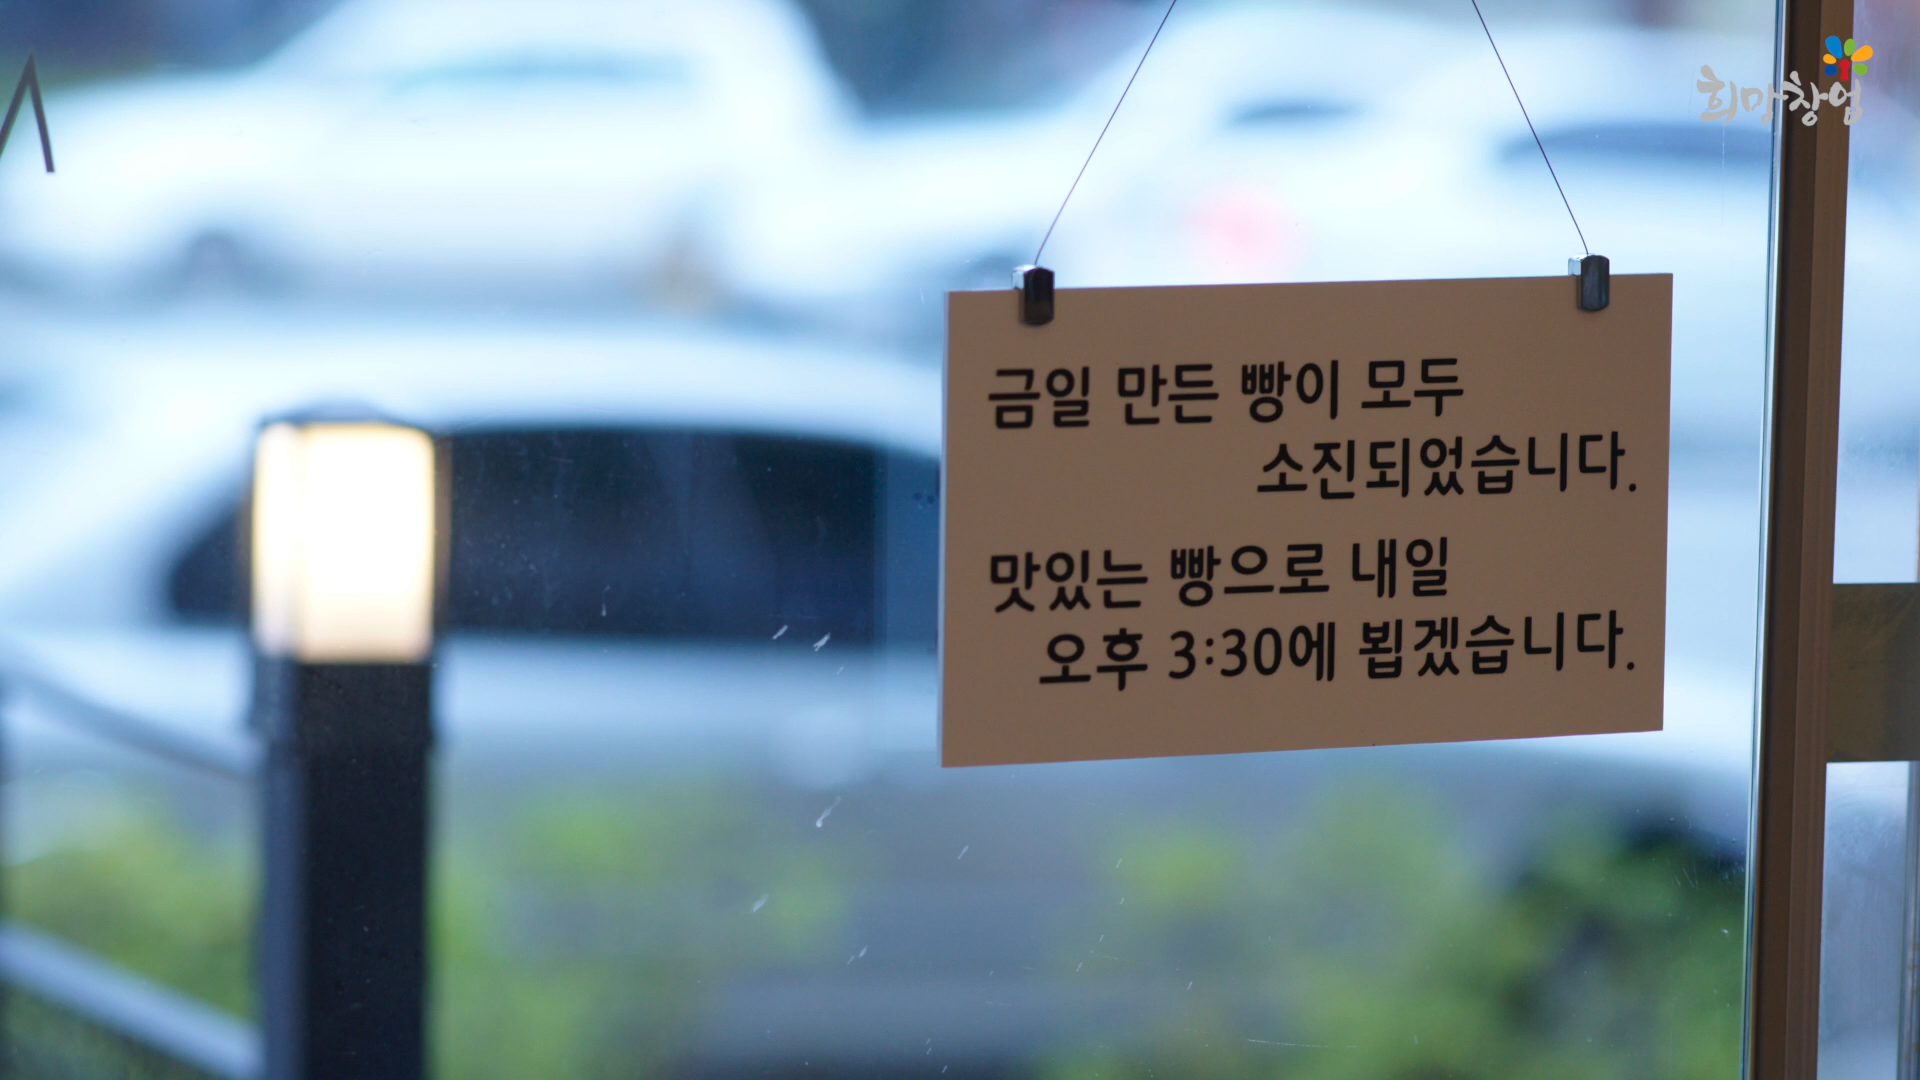 희망창업
금일 만든 빵이 모두
소진되었습니다.
맛있는 빵으로 내일
오후 3:30에 뵙겠습니다.